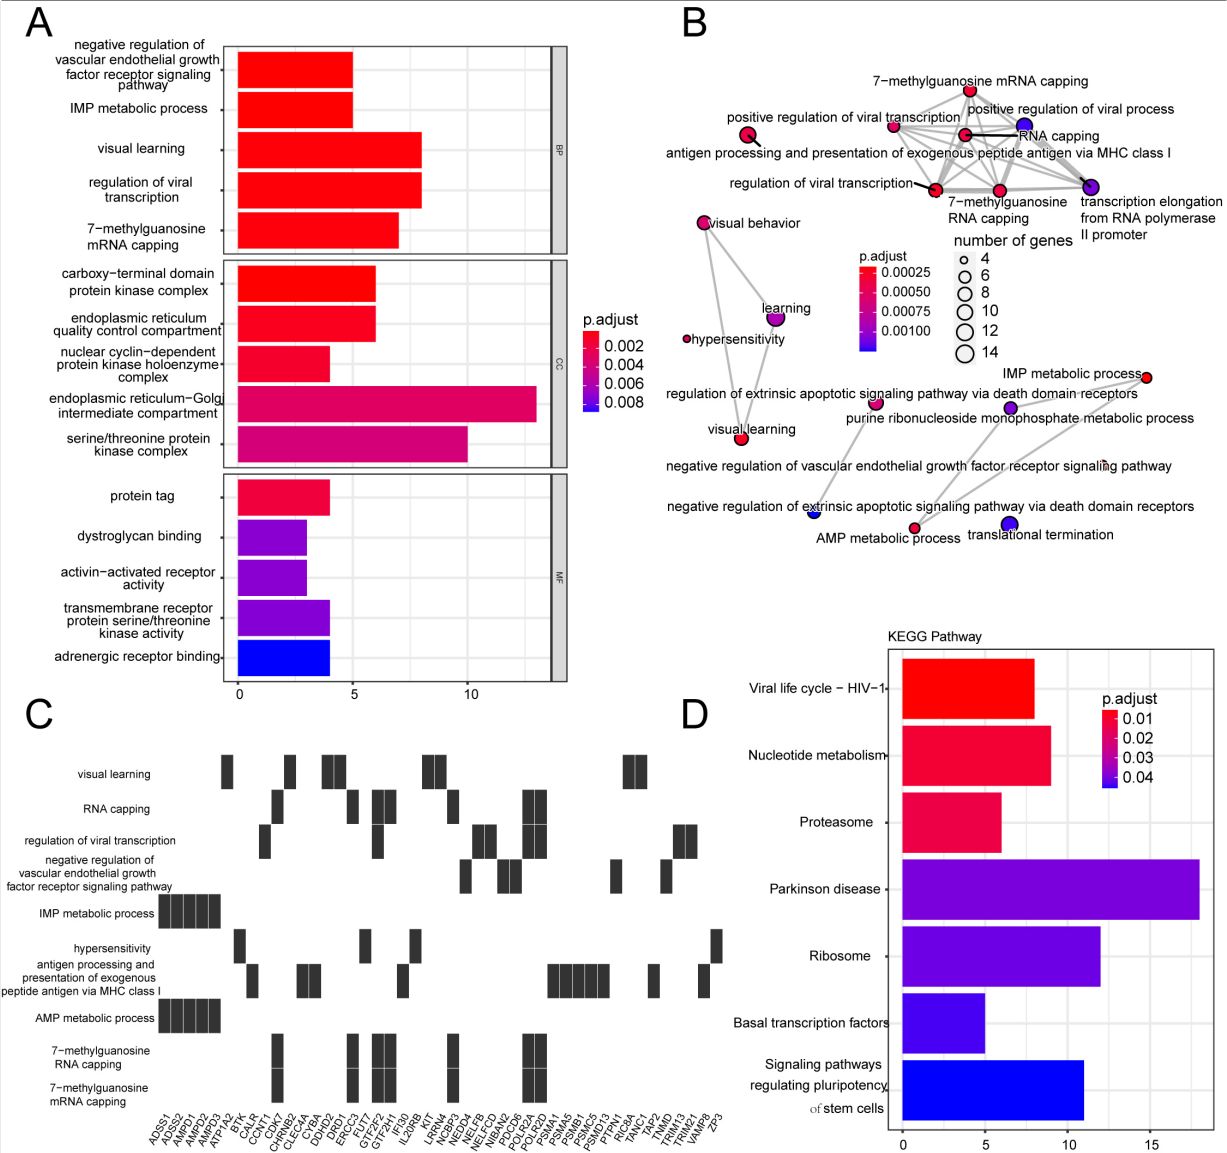 A
negative regulation of
vascular endothelial growth
factor receptor signaling
pathway
IMP metabolic process
visual learning
regulation of viral
transcription
7−methylguanosine
mRNA capping
BP
carboxy−terminal domain
protein kinase complex
endoplasmic reticulum
quality control compartment
nuclear cyclin−dependent
protein kinase holoenzyme
complex
endoplasmic reticulum−Golgi
intermediate compartment
serine/threonine protein
kinase complex
CC
protein tag
dystroglycan binding
activin−activated receptor
activity
transmembrane receptor
protein serine/threonine
kinase activity
adrenergic receptor binding
MF
0
5
10
p.adjust
0.002
0.004
0.006
0.008
B
7−methylguanosine mRNA capping
positive regulation of viral process
positive regulation of viral transcription
RNA capping
antigen processing and presentation of exogenous peptide antigen via MHC class I
regulation of viral transcription
7−methylguanosine
RNA capping
transcription elongation
from RNA polymerase
II promoter
visual behavior
learning
hypersensitivity
visual learning
p.adjust
0.00025
0.00050
0.00075
0.00100
number of genes
4
6
8
10
12
14
IMP metabolic process
regulation of extrinsic apoptotic signaling pathway via death domain receptors
purine ribonucleoside monophosphate metabolic process
negative regulation of vascular endothelial growth factor receptor signaling pathway
negative regulation of extrinsic apoptotic signaling pathway via death domain receptors
AMP metabolic process
translational termination
C
visual learning
RNA capping
regulation of viral transcription
negative regulation of
vascular endothelial growth
factor receptor signaling pathway
IMP metabolic process
hypersensitivity
antigen processing and
presentation of exogenous
peptide antigen via MHC class I
AMP metabolic process
7−methylguanosine
RNA capping
7−methylguanosine
mRNA capping
ADSS1
ADSS2
AMPD1
AMPD2
AMPD3
ATP1A2
BTK
CALR
CCNT1
CDK7
CHRNB2
CLEC4A
CYBA
DDHD2
DRD1
ERCC3
FUT7
GTF2F2
GTF2H1
IFI30
IL20RB
KIT
LRRN4
NCBP3
NEDD4
NELFB
NELFCD
NIBAN2
PDCD6
POLR2A
POLR2D
PSMA1
PSMA5
PSMB1
PSMC5
PSMD13
PTPN1
RIC8A
TANC1
TAP2
TNMD
TRIM13
TRIM21
VAMP8
ZP3
D
KEGG Pathway
Viral life cycle − HIV−1
Nucleotide metabolism
Proteasome
Parkinson disease
Ribosome
Basal transcription factors
Signaling pathways
regulating pluripotency
of stem cells
p.adjust
0.01
0.02
0.03
0.04
0
5
10
15